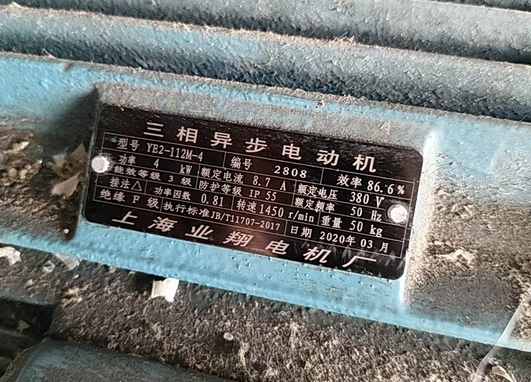 三相异步电动机
型号 YE2-112M-4 编号 2808 效率 86.6%
功率 4 kW 额定电流 8.7 A 额定电压 380 V
能效等级 3 级 防护等级 IP 55 额定频率 50 Hz
接法 △ 功率因数 0.81 转速 1450 r/min 重量 50 kg
绝缘 F 级 执行标准JB/T11707-2017 日期 2020年03月
上海业翔电机厂